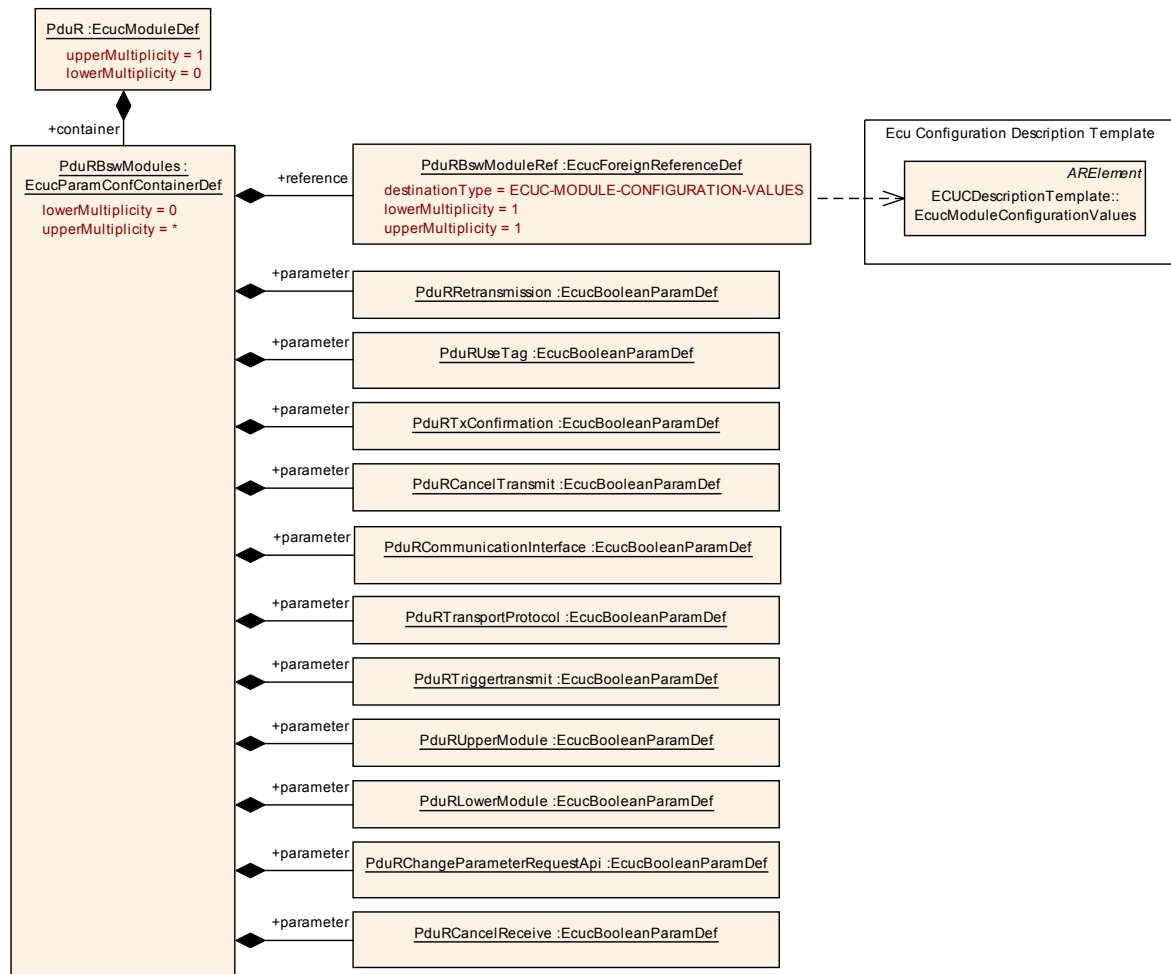 PduR :EcucModuleDef
upperMultiplicity = 1
lowerMultiplicity = 0
+container
PduRBswModules :
EcucParamConfContainerDef
lowerMultiplicity = 0
upperMultiplicity = *
+reference
PduRBswModuleRef :EcucForeignReferenceDef
destinationType = ECUC-MODULE-CONFIGURATION-VALUES
lowerMultiplicity = 1
upperMultiplicity = 1
Ecu Configuration Description Template
ARElement
ECUCDescriptionTemplate::
EcucModuleConfigurationValues
+parameter
PduRRetransmission :EcucBooleanParamDef
+parameter
PduRUseTag :EcucBooleanParamDef
+parameter
PduRTxConfirmation :EcucBooleanParamDef
+parameter
PduRCancelTransmit :EcucBooleanParamDef
+parameter
PduRCommunicationInterface :EcucBooleanParamDef
+parameter
PduRTransportProtocol :EcucBooleanParamDef
+parameter
PduRTriggertransmit :EcucBooleanParamDef
+parameter
PduRUpperModule :EcucBooleanParamDef
+parameter
PduRLowerModule :EcucBooleanParamDef
+parameter
PduRChangeParameterRequestApi :EcucBooleanParamDef
+parameter
PduRCancelReceive :EcucBooleanParamDef